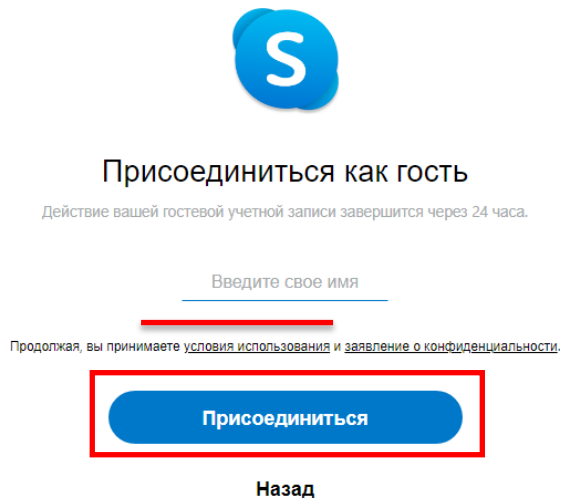 S
Присоединиться как гость
Действие вашей гостевой учетной записи завершится через 24 часа.
Введите свое имя
Продолжая, вы принимаете условия использования и заявление о конфиденциальности.
Присоединиться
Назад